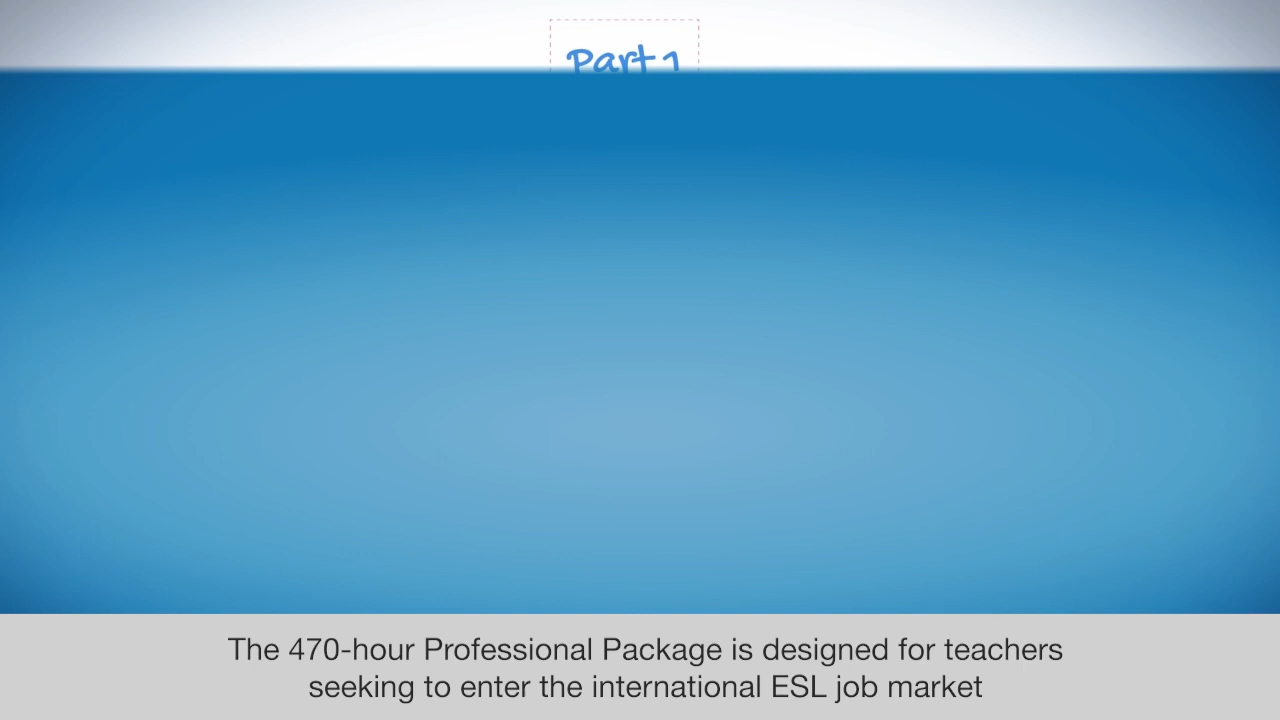 Part 1
The 470-hour Professional Package is designed for teachers
seeking to enter the international ESL job market